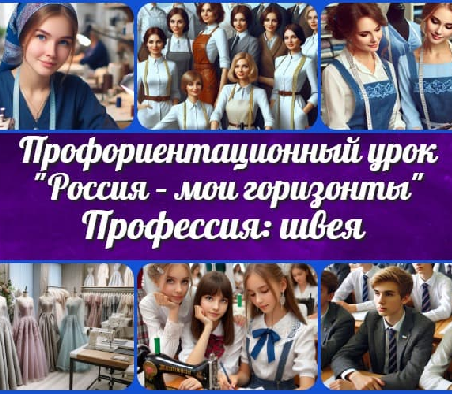 Профориентационный урок
"Россия – мои горизонты"
Профессия: швея